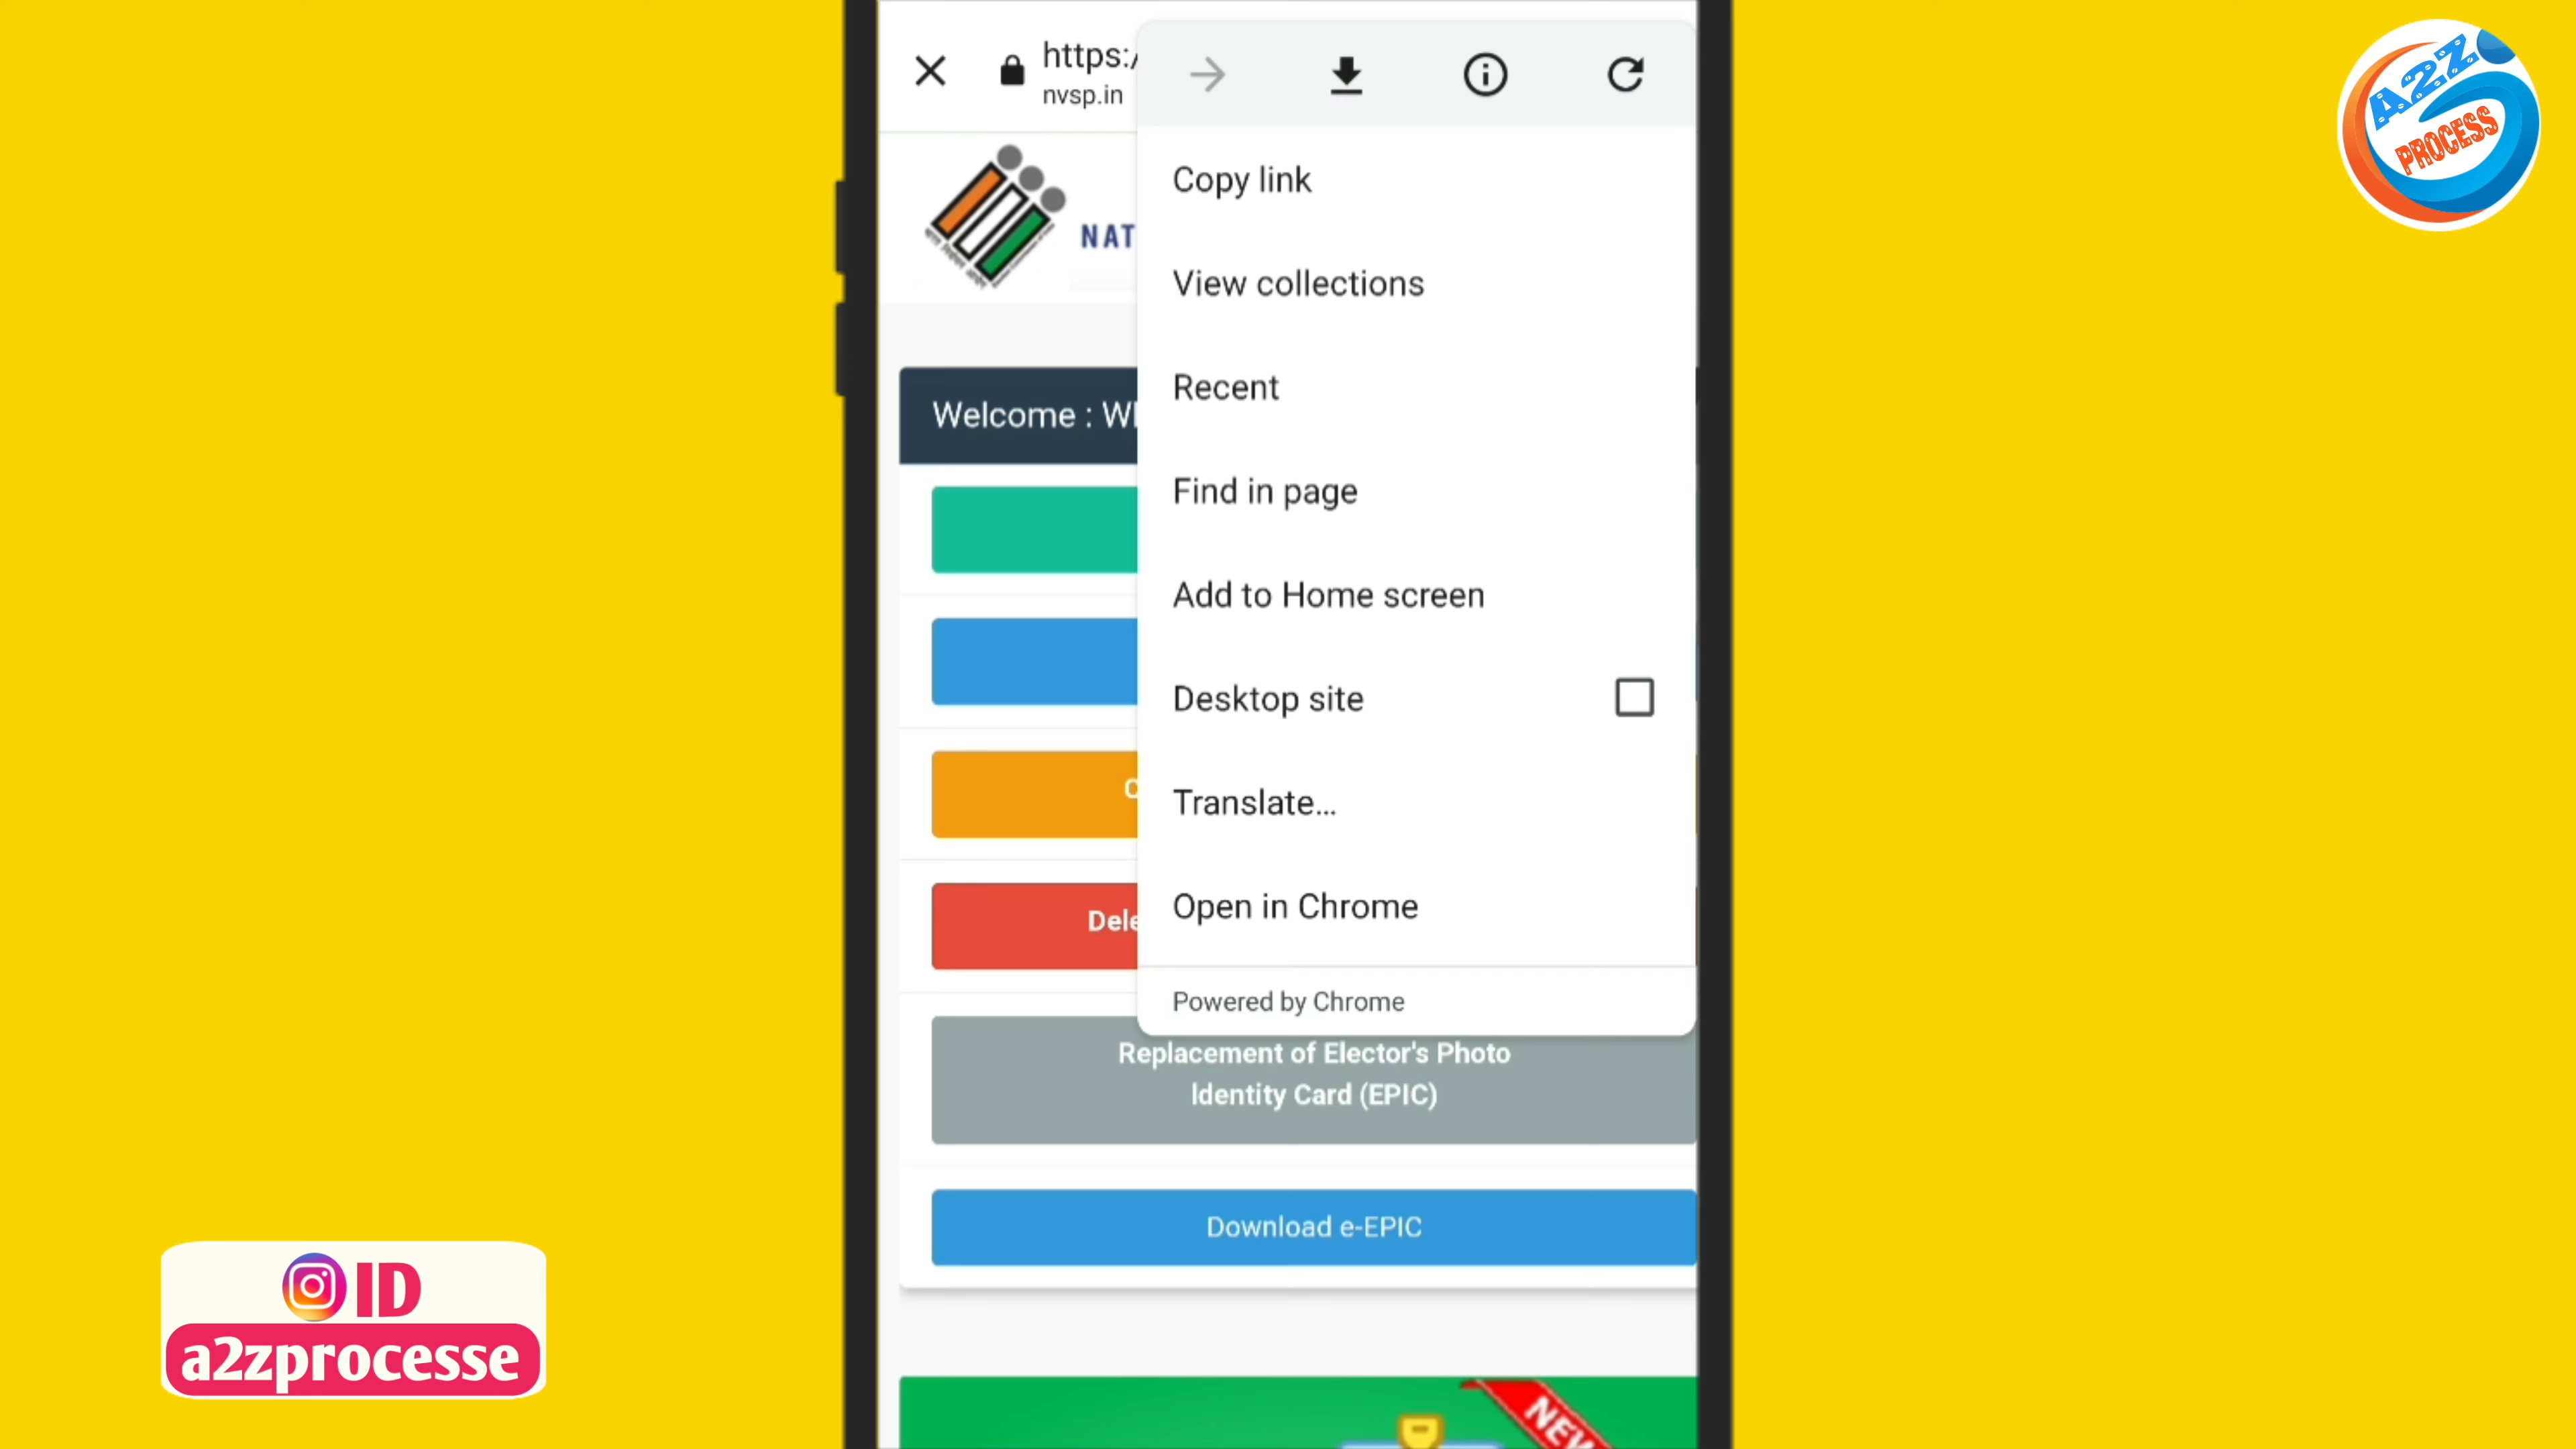 https:/
nvsp.in
Copy link
View collections
Recent
Find in page
Add to Home screen
Desktop site
Translate...
Open in Chrome
Powered by Chrome
NAT
Welcome : W
C
Dele
Replacement of Elector's Photo
Identity Card (EPIC)
Download e-EPIC
NEW
A2Z
PROCESS
ID
a2zprocesse